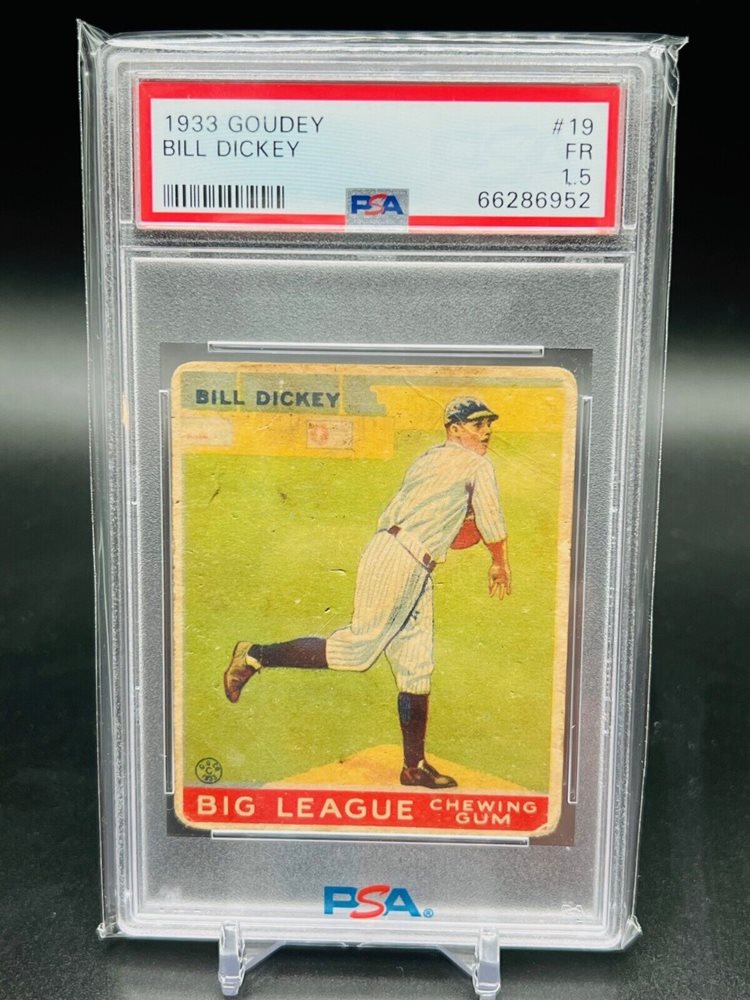 1933 GOUDEY #19
BILL DICKEY FR
1.5
PSA 66286952
BILL DICKEY
BIG LEAGUE CHEWING
GUM
PSA®